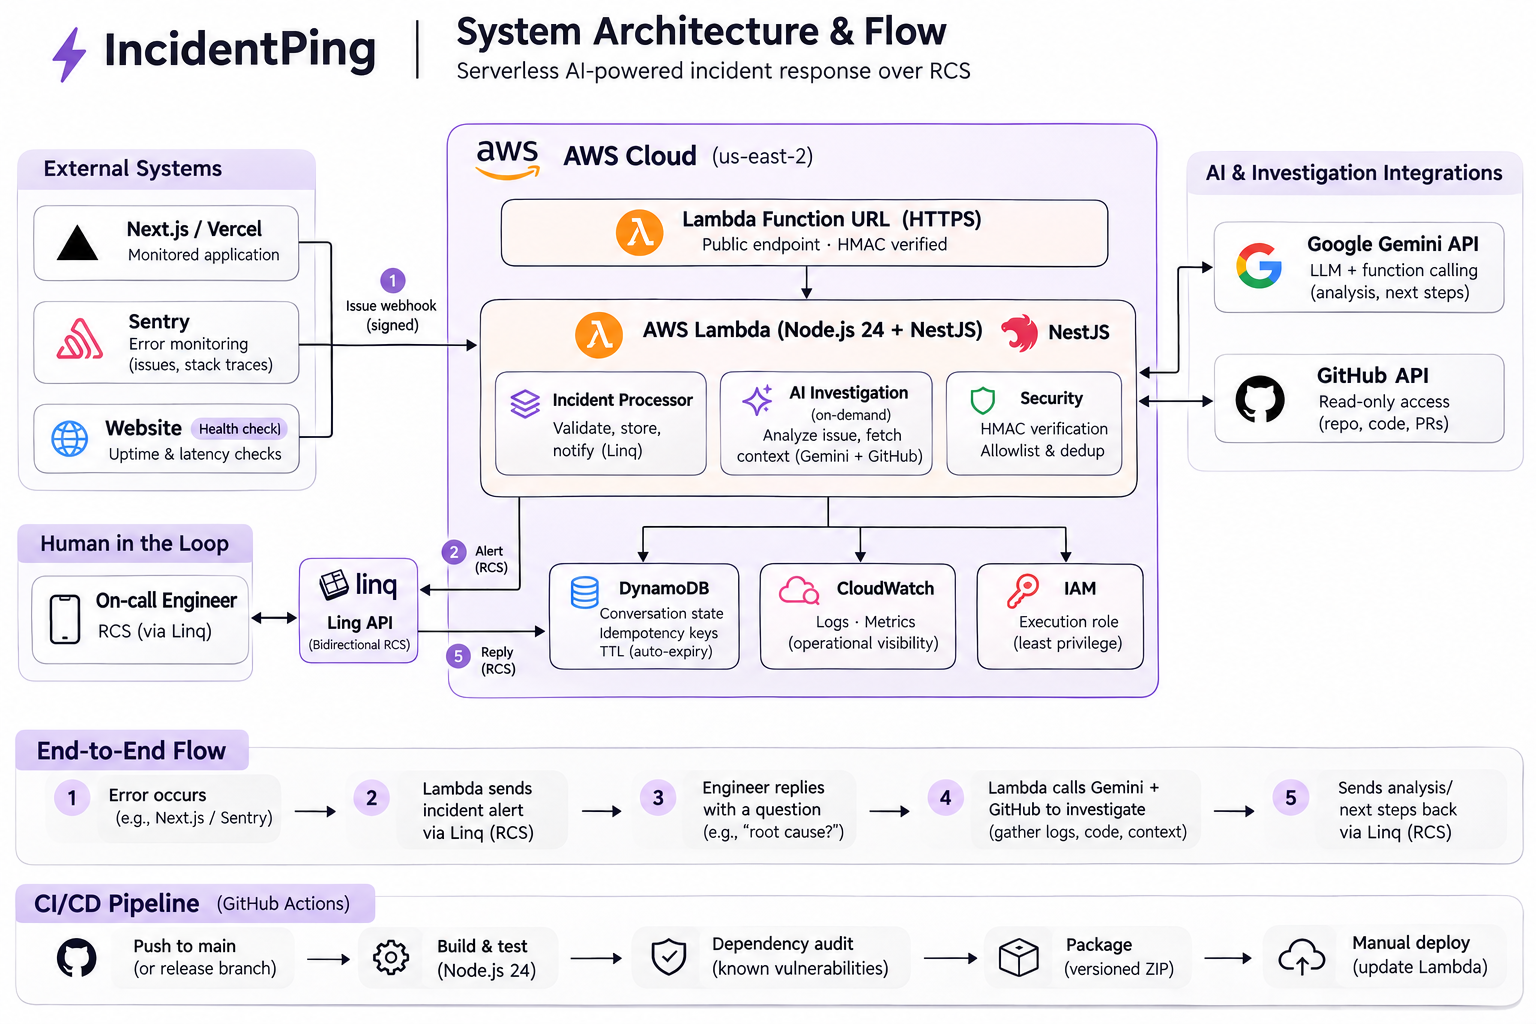 IncidentPing
System Architecture & Flow
Serverless AI-powered incident response over RCS
External Systems
Next.js / Vercel
Monitored application
Sentry
Error monitoring
(issues, stack traces)
Website
Health check)
Uptime & latency checks
1
Issue webhook
(signed)
aws
AWS Cloud (us-east-2)
Lambda Function URL (HTTPS)
Public endpoint · HMAC verified
AWS Lambda (Node.js 24 + NestJS)
NestJS
Incident Processor
Validate, store,
notify (Linq)
AI Investigation
(on-demand)
Analyze issue, fetch
context (Gemini + GitHub)
Security
HMAC verification
Allowlist & dedup
AI & Investigation Integrations
Google Gemini API
LLM + function calling
(analysis, next steps)
GitHub API
Read-only access
(repo, code, PRs)
Human in the Loop
On-call Engineer
RCS (via Linq)
linq
Ling API
(Bidirectional RCS)
2
Alert
(RCS)
5
Reply
(RCS)
DynamoDB
Conversation state
Idempotency keys
TTL (auto-expiry)
CloudWatch
Logs · Metrics
(operational visibility)
IAM
Execution role
(least privilege)
End-to-End Flow
1
Error occurs
(e.g., Next.js / Sentry)
2
Lambda sends
incident alert
via Linq (RCS)
3
Engineer replies
with a question
(e.g., “root cause?”)
4
Lambda calls Gemini +
GitHub to investigate
(gather logs, code, context)
5
Sends analysis/
next steps back
via Linq (RCS)
CI/CD Pipeline (GitHub Actions)
Push to main
(or release branch)
Build & test
(Node.js 24)
Dependency audit
(known vulnerabilities)
Package
(versioned ZIP)
Manual deploy
(update Lambda)